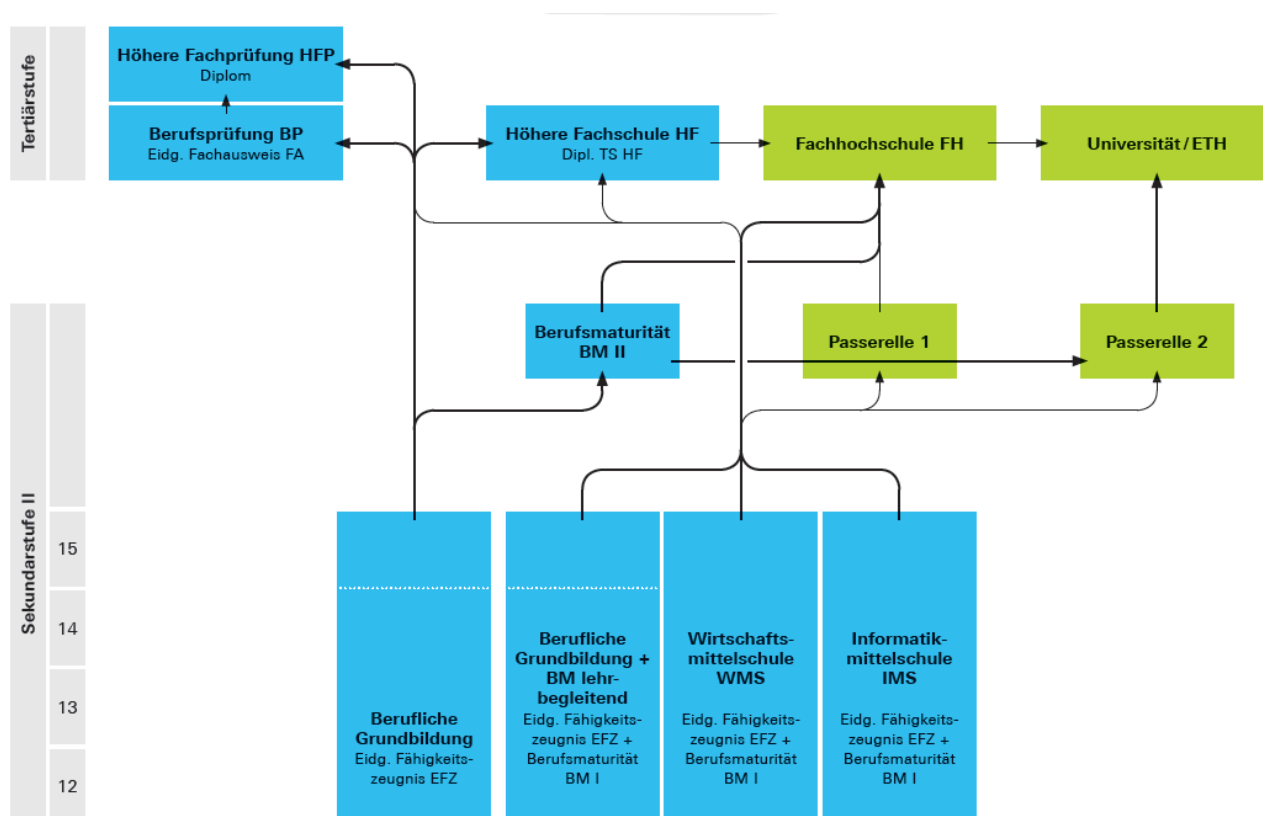 Tertiärstufe
Höhere Fachprüfung HFP
Diplom
Berufsprüfung BP
Eidg. Fachausweis FA
Höhere Fachschule HF
Dipl. TS HF
Fachhochschule FH
Universität/ETH
Berufsmaturität
BM II
Passerelle 1
Passerelle 2
Sekundarstufe II
15
14
13
12
Berufliche
Grundbildung
Eidg. Fähigkeits-
zeugnis EFZ
Berufliche
Grundbildung +
BM lehr-
begleitend
Eidg. Fähigkeits-
zeugnis EFZ +
Berufsmaturität
BM I
Wirtschafts-
mittelschule
WMS
Eidg. Fähigkeits-
zeugnis EFZ +
Berufsmaturität
BM I
Informatik-
mittelschule
IMS
Eidg. Fähigkeits-
zeugnis EFZ +
Berufsmaturität
BM I